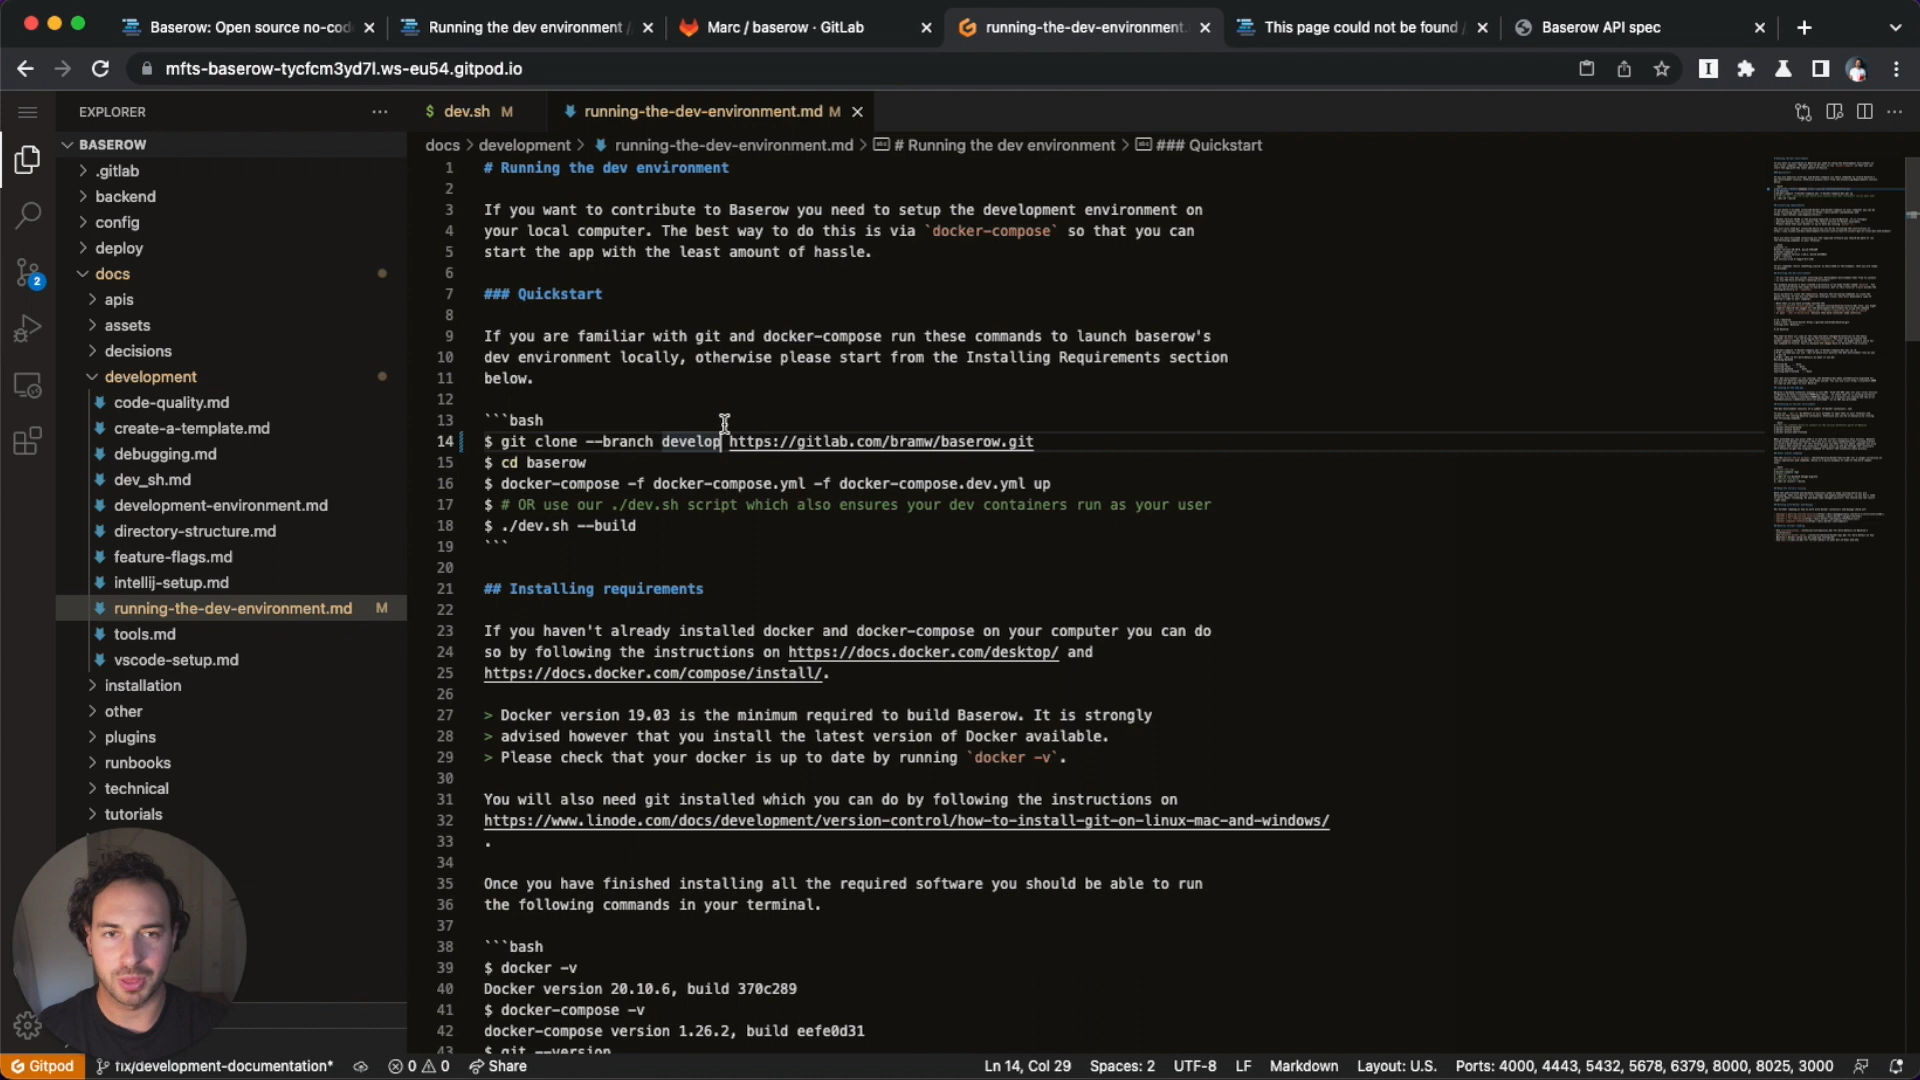 Baserow: Open source no-cod
Running the dev environment /
Marc / baserow · GitLab
running-the-dev-environment.
This page could not be found /
Baserow API spec
mfts-baserow-tycfcm3yd7l.ws-eu54.gitpod.io
EXPLORER
$ dev.sh M
running-the-dev-environment.md M
BASEROW
docs > development > running-the-dev-environment.md > # Running the dev environment > ### Quickstart
.gitlab
backend
config
deploy
docs
apis
assets
decisions
development
code-quality.md
create-a-template.md
debugging.md
dev_sh.md
development-environment.md
directory-structure.md
feature-flags.md
intellij-setup.md
running-the-dev-environment.md M
tools.md
vscode-setup.md
installation
other
plugins
runbooks
technical
tutorials
2
1 # Running the dev environment
2
3 If you want to contribute to Baserow you need to setup the development environment on
4 your local computer. The best way to do this is via `docker-compose` so that you can
5 start the app with the least amount of hassle.
6
7 ### Quickstart
8
9 If you are familiar with git and docker-compose run these commands to launch baserow's
10 dev environment locally, otherwise please start from the Installing Requirements section
11 below.
12
13 ```bash
14 $ git clone --branch develop https://gitlab.com/bramw/baserow.git
15 $ cd baserow
16 $ docker-compose -f docker-compose.yml -f docker-compose.dev.yml up
17 $ # OR use our ./dev.sh script which also ensures your dev containers run as your user
18 $ ./dev.sh --build
19 ```
20
21 ## Installing requirements
22
23 If you haven't already installed docker and docker-compose on your computer you can do
24 so by following the instructions on https://docs.docker.com/desktop/ and
25 https://docs.docker.com/compose/install/.
26
27 > Docker version 19.03 is the minimum required to build Baserow. It is strongly
28 > advised however that you install the latest version of Docker available.
29 > Please check that your docker is up to date by running `docker -v`.
30
31 You will also need git installed which you can do by following the instructions on
32 https://www.linode.com/docs/development/version-control/how-to-install-git-on-linux-mac-and-windows/
33 .
34
35 Once you have finished installing all the required software you should be able to run
36 the following commands in your terminal.
37
38 ```bash
39 $ docker -v
40 Docker version 20.10.6, build 370c289
41 $ docker-compose -v
42 docker-compose version 1.26.2, build eefe0d31
43 $ git --version
Gitpod
fix/development-documentation*
0 0
Share
Ln 14, Col 29
Spaces: 2
UTF-8
LF
Markdown
Layout: U.S.
Ports: 4000, 4443, 5432, 5678, 6379, 8000, 8025, 3000